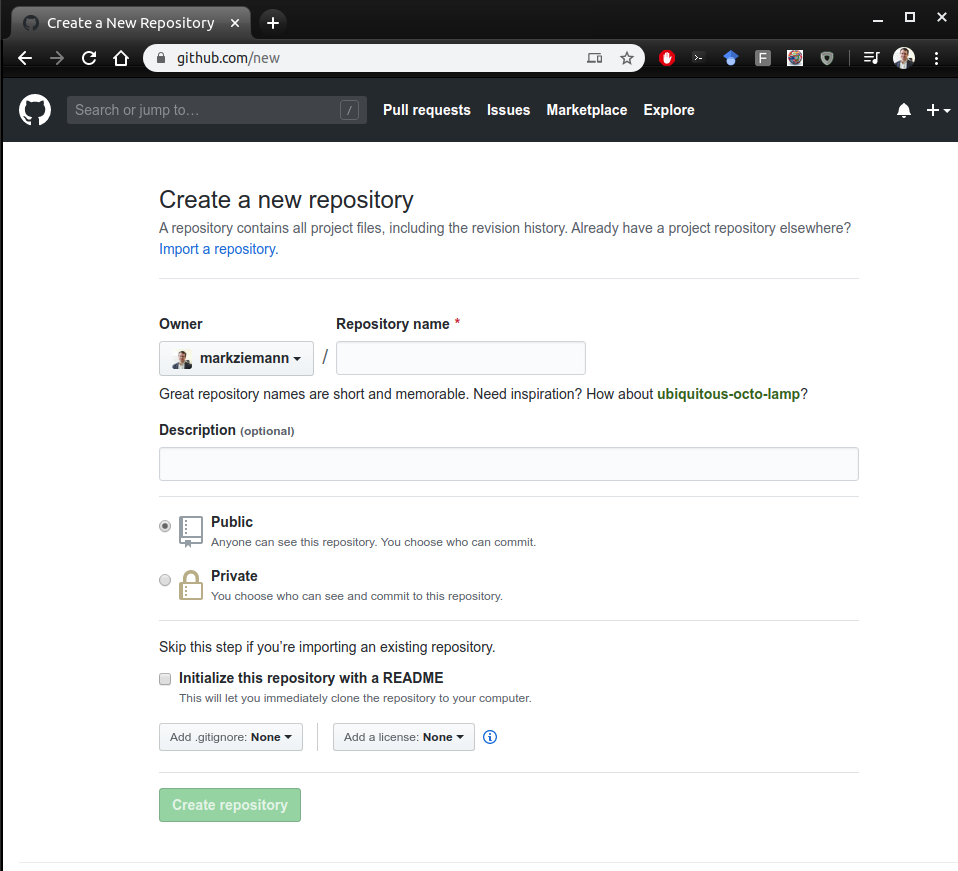 Create a New Repository
github.com/new
F
Search or jump to…
/
Pull requests
Issues
Marketplace
Explore
Create a new repository
A repository contains all project files, including the revision history. Already have a project repository elsewhere?
Import a repository.
Owner
Repository name *
markziemann
/
Great repository names are short and memorable. Need inspiration? How about ubiquitous-octo-lamp?
Description (optional)
Public
Anyone can see this repository. You choose who can commit.
Private
You choose who can see and commit to this repository.
Skip this step if you’re importing an existing repository.
Initialize this repository with a README
This will let you immediately clone the repository to your computer.
Add .gitignore: None
Add a license: None
Create repository